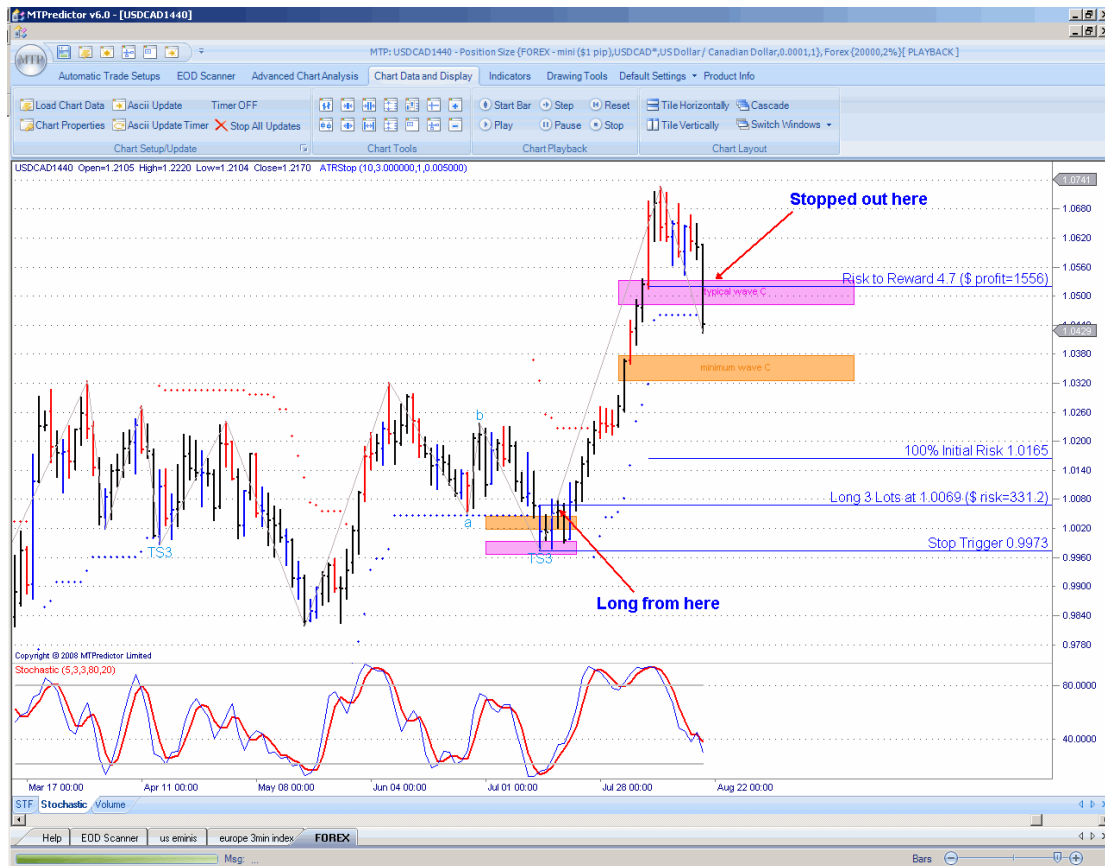 MTPredictor v6.0 - [USDCAD1440]
MTP: USDCAD1440 - Position Size {FOREX - mini ($1 pip),USDCAD*,US Dollar / Canadian Dollar,0.0001,1}, Forex {20000,2%}[ PLAYBACK ]
MTP
Automatic Trade Setups EOD Scanner Advanced Chart Analysis Chart Data and Display Indicators Drawing Tools Default Settings Product Info
Load Chart Data Ascii Update Timer OFF Start Bar Step Reset Tile Horizontally Cascade
Chart Properties Ascii Update Timer Stop All Updates Play Pause Stop Tile Vertically Switch Windows
Chart Setup/Update Chart Tools Chart Playback Chart Layout
USDCAD1440 Open=1.2105 High=1.2220 Low=1.2104 Close=1.2170 ATRStop (10,3.000000,1,0.005000)
1.0741
Stopped out here
1.0680
1.0620
1.0560
Risk to Reward 4.7 ($ profit=1556)
typical wave C
1.0500
1.0440
1.0429
1.0380
minimum wave C
1.0320
1.0260
b
1.0200
100% Initial Risk 1.0165
1.0140
Long 3 Lots at 1.0069 ($ risk=331.2)
1.0080
a
1.0020
Stop Trigger 0.9973
TS3
TS3
0.9960
0.9900
Long from here
0.9840
0.9780
Copyright © 2008 MTPredictor Limited
Stochastic (5,3,3,80,20)
80.0000
40.0000
Mar 17 00:00 Apr 11 00:00 May 08 00:00 Jun 04 00:00 Jul 01 00:00 Jul 28 00:00 Aug 22 00:00
STF Stochastic Volume
Help EOD Scanner us eminis europe 3min index FOREX
Msg: ... Bars